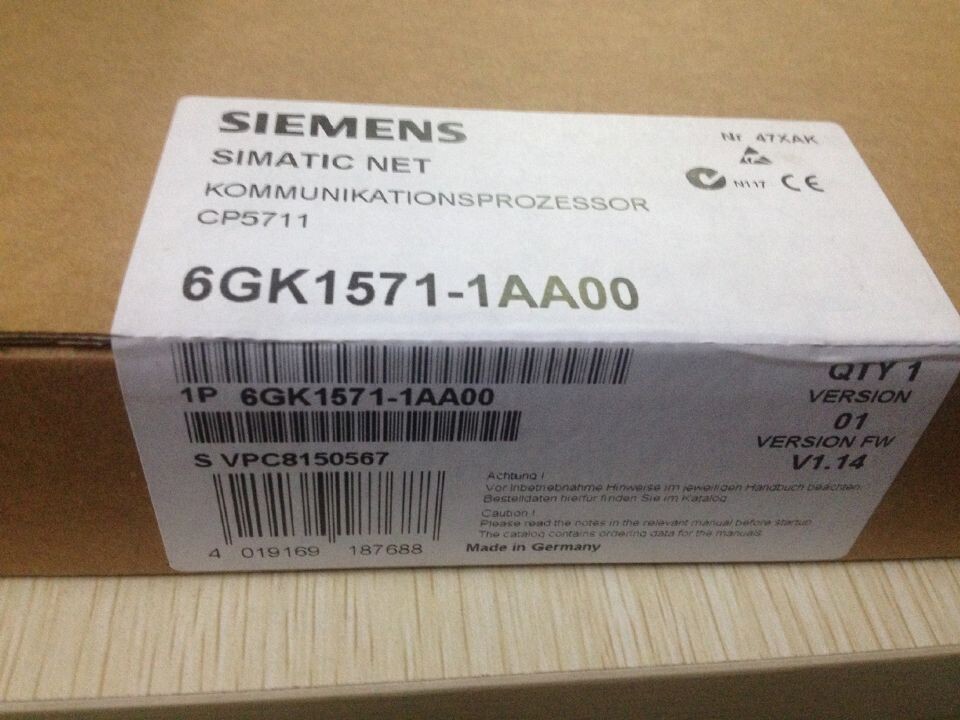 SIEMENS
SIMATIC NET
KOMMUNIKATIONSPROZESSOR
CP5711
Nr 47XAK
N117 CE
6GK1571-1AA00
1P 6GK1571-1AA00
S VPC8150567
4 019169 187688
QTY 1
VERSION
01
VERSION FW
V1.14
Achtung !
Vor Inbetriebnahme Hinweise im jeweiligen Handbuch beachten.
Bestelldaten hierfür finden Sie im Katalog
Caution !
Please read the notes in the relevant manual before startup.
The catalog contains ordering data for the manuals
Made in Germany